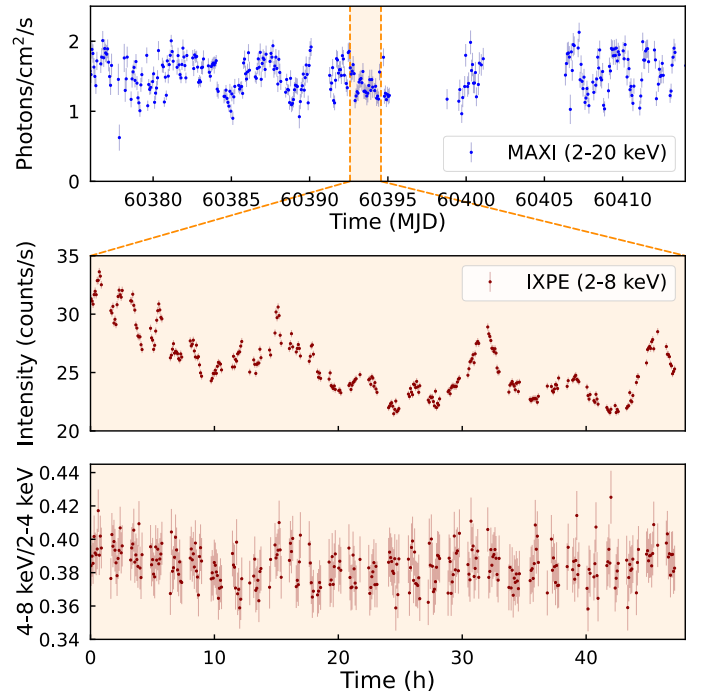 Photons/cm²/s
2
1
0
MAXI (2-20 keV)
60380 60385 60390 60395 60400 60405 60410
Time (MJD)
Intensity (counts/s)
35
30
25
20
IXPE (2-8 keV)
4-8 keV/2-4 keV
0.44
0.42
0.40
0.38
0.36
0.34
0 10 20 30 40
Time (h)